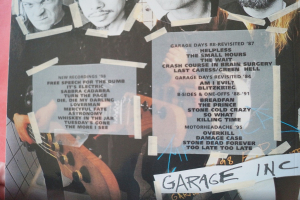 NEW RECORDINGS '98
FREE SPEECH FOR THE DUMB
IT'S ELECTRIC
SABBRA CADABRA
TURN THE PAGE
DIE, DIE MY DARLING
LOVERMAN
MERCYFUL FATE
ASTRONOMY
WHISKEY IN THE JAR
TUESDAY'S GONE
THE MORE I SEE
GARAGE DAYS RE-REVISITED '87
HELPLESS
THE SMALL HOURS
THE WAIT
CRASH COURSE IN BRAIN SURGERY
LAST CARESS/GREEN HELL
GARAGE DAYS REVISITED '84
AM I EVIL?
BLITZKRIEG
B-SIDES & ONE-OFFS '88-'91
BREADFAN
THE PRINCE
STONE COLD CRAZY
SO WHAT
KILLING TIME
MOTORHEADACHE '95
OVERKILL
DAMAGE CASE
STONE DEAD FOREVER
TOO LATE TOO LATE
GARAGE INC